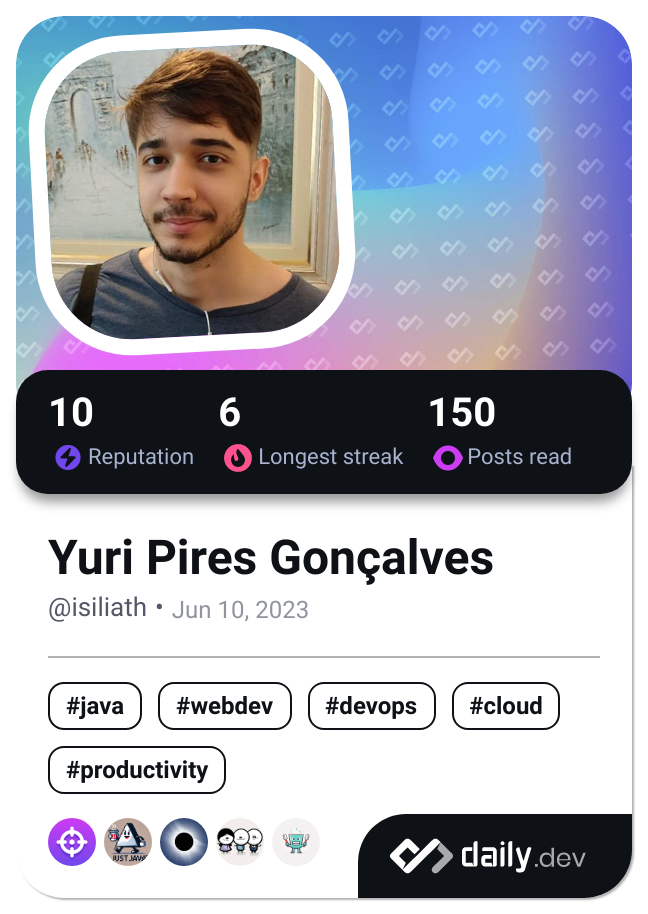 10 6 150
Reputation Longest streak Posts read
Yuri Pires Gonçalves
@isiliath • Jun 10, 2023
#java #webdev #devops #cloud
#productivity
JUST JAVA
daily.dev